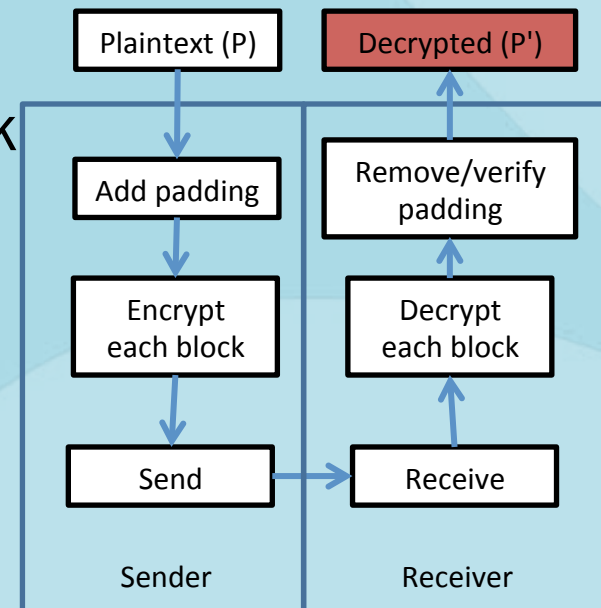 Plaintext (P)
Decrypted (P')
k
Add padding
Remove/verify
padding
Encrypt
each block
Decrypt
each block
Send
Receive
Sender
Receiver